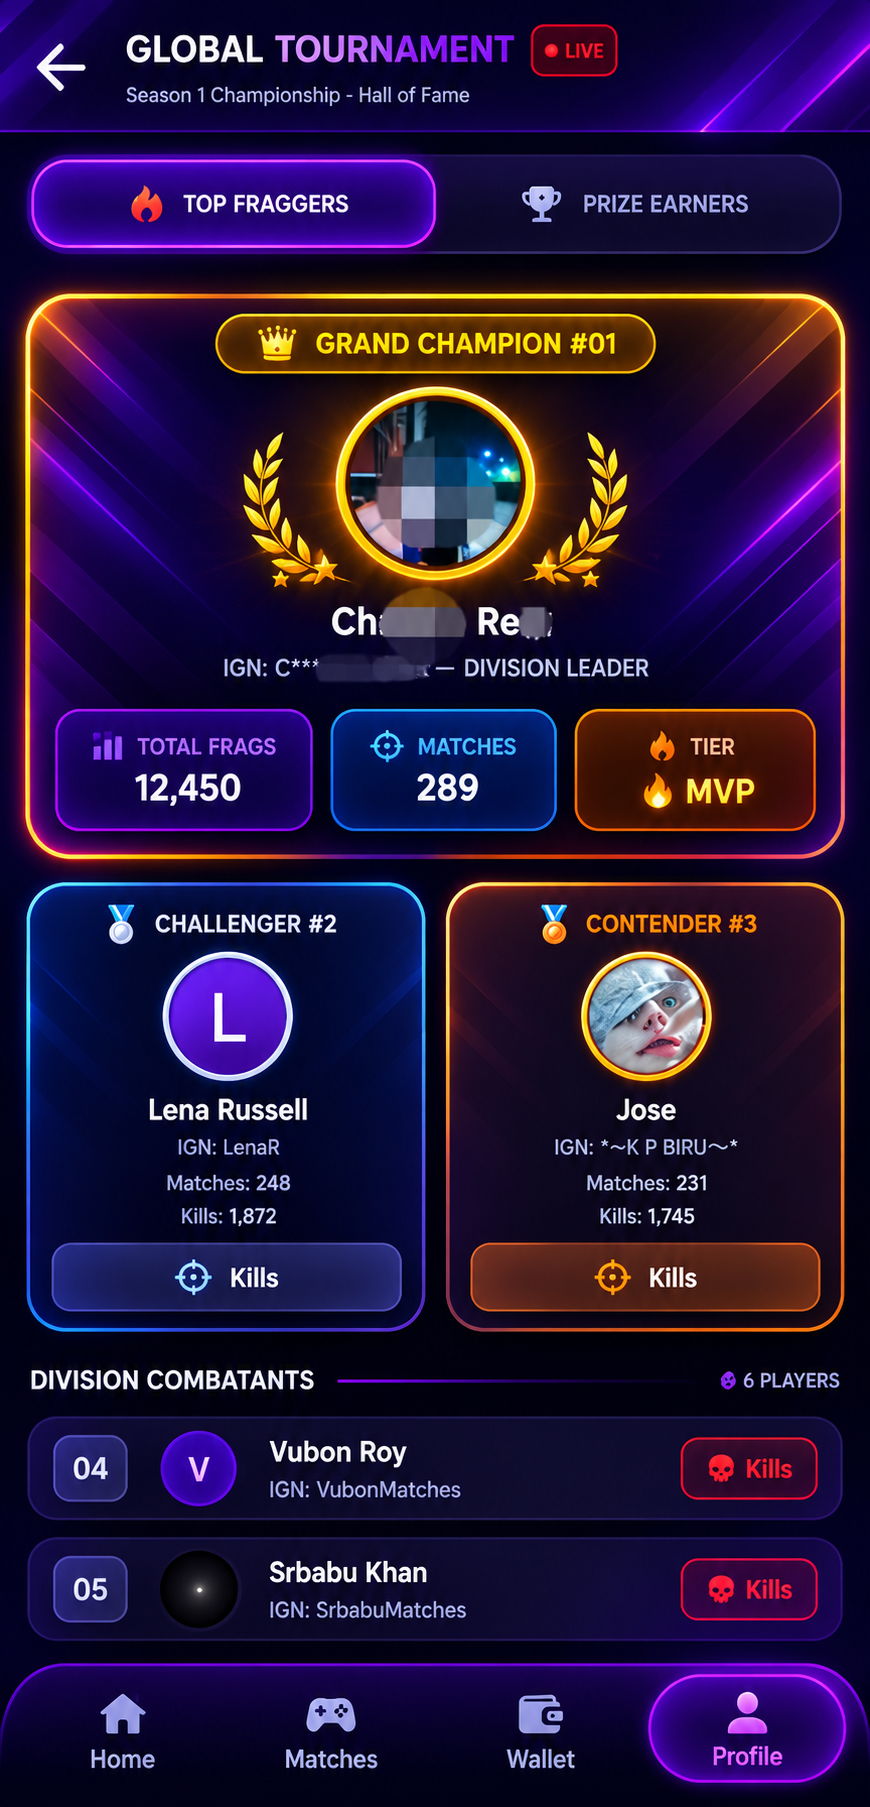 GLOBAL TOURNAMENT
LIVE
Season 1 Championship - Hall of Fame
TOP FRAGGERS
PRIZE EARNERS
GRAND CHAMPION #01
IGN: C*** — DIVISION LEADER
TOTAL FRAGS
12,450
MATCHES
289
TIER
MVP
CHALLENGER #2
L
Lena Russell
IGN: LenaR
Matches: 248
Kills: 1,872
Kills
CONTENDER #3
Jose
IGN: *~K P BIRU~*
Matches: 231
Kills: 1,745
Kills
DIVISION COMBATANTS
6 PLAYERS
04
V
Vubon Roy
IGN: VubonMatches
Kills
05
Srbabu Khan
IGN: SrbabuMatches
Kills
Home
Matches
Wallet
Profile